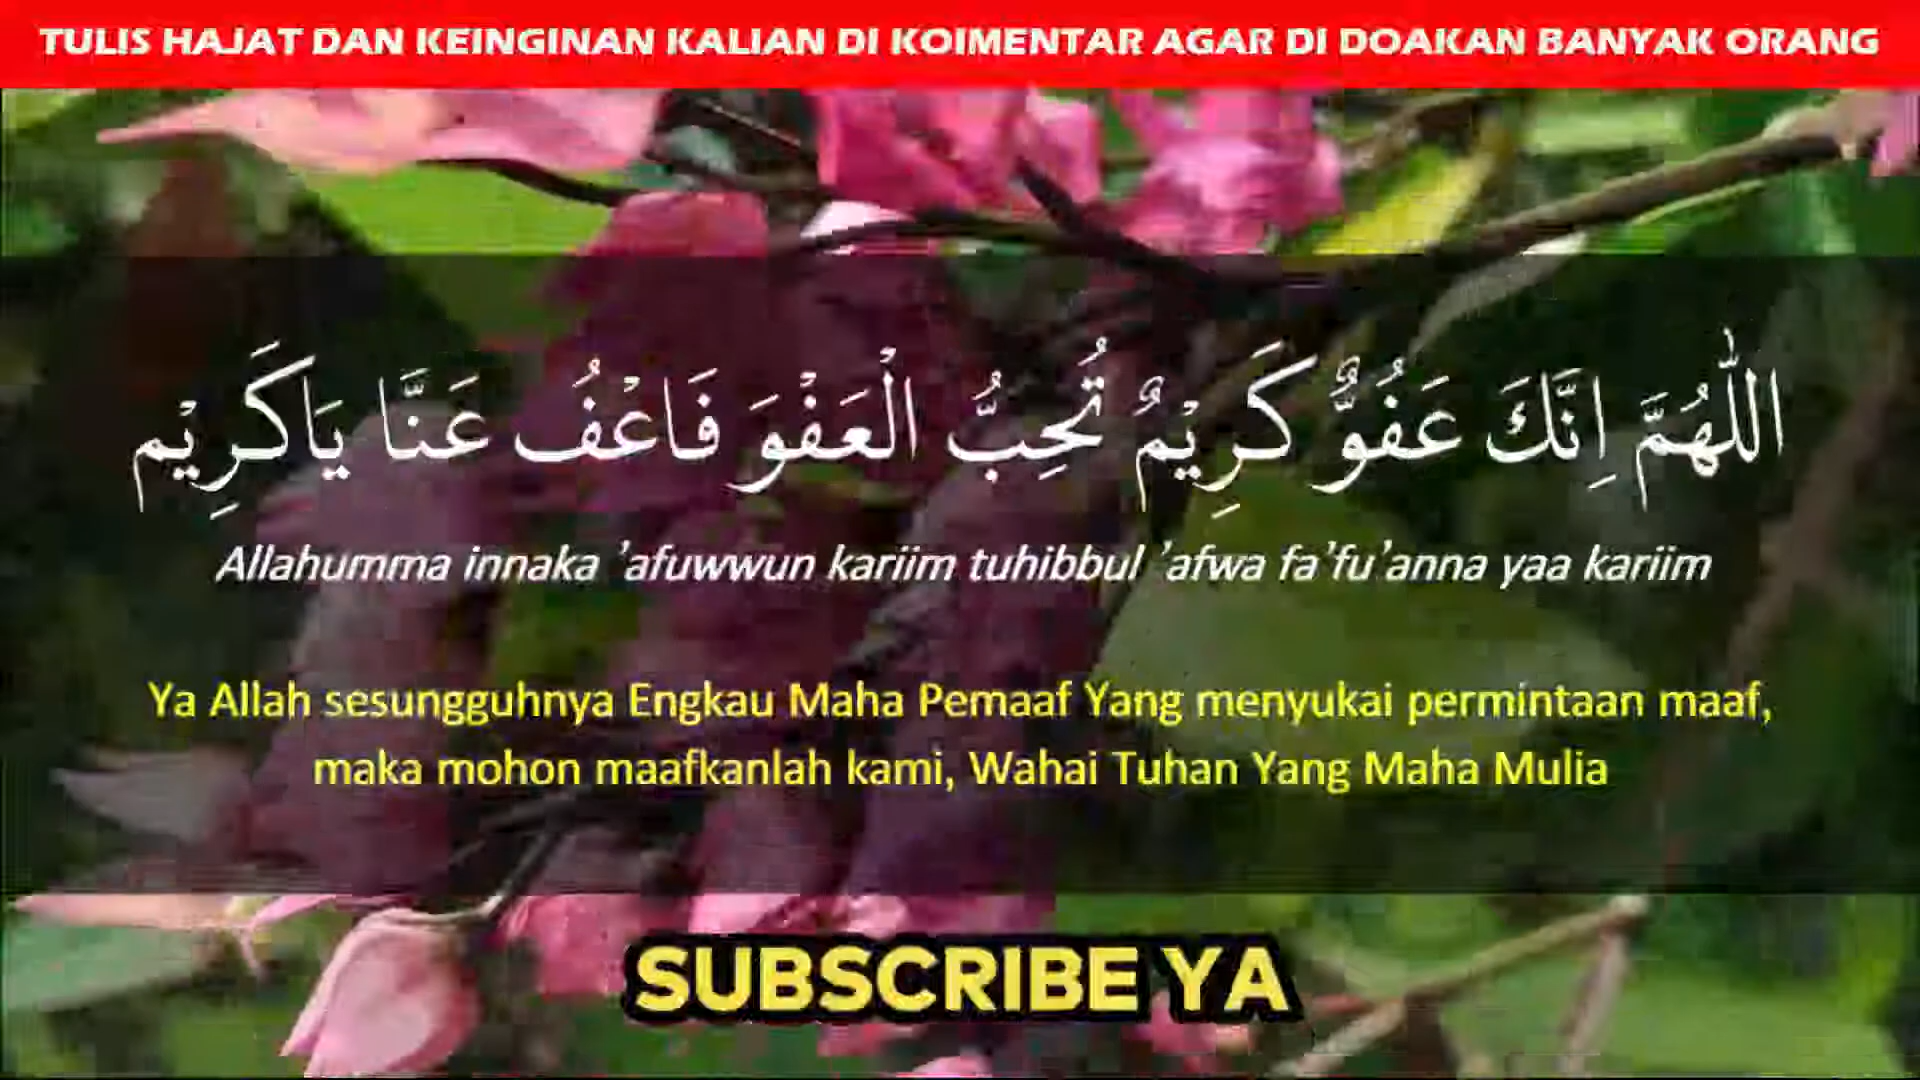 TULIS HAJAT DAN KEINGINAN KALIAN DI KOIMENTAR AGAR DI DOAKAN BANYAK ORANG
اللّٰهُمَّ اِنَّكَ عَفُوٌّ كَرِيْمٌ تُحِبُّ الْعَفْوَ فَاعْفُ عَنَّا يَاكَرِيْم
Allahumma innaka 'afuwwun kariim tuhibbul 'afwa fa'fu'anna yaa kariim
Ya Allah sesungguhnya Engkau Maha Pemaaf Yang menyukai permintaan maaf,
maka mohon maafkanlah kami, Wahai Tuhan Yang Maha Mulia
SUBSCRIBE YA